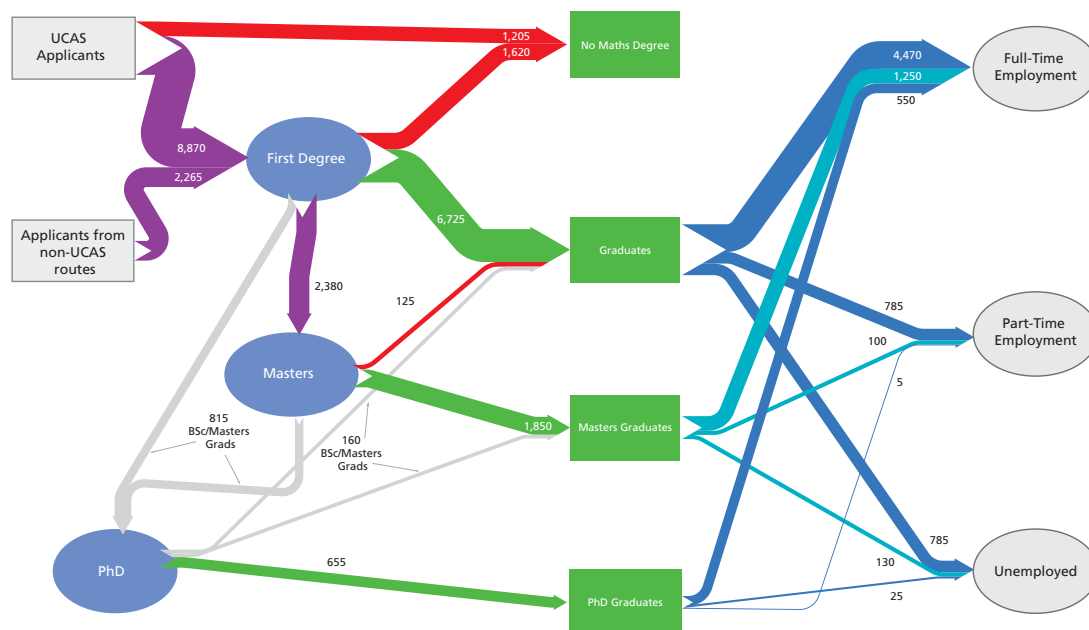 UCAS
Applicants
1,205
1,620
No Maths Degree
4,470
1,250
550
Full-Time
Employment
8,870
2,265
First Degree
6,725
Applicants from
non-UCAS
routes
Graduates
2,380
125
785
100
5
Part-Time
Employment
Masters
815
BSc/Masters
Grads
160
BSc/Masters
Grads
1,850
Masters Graduates
PhD
655
PhD Graduates
785
130
25
Unemployed